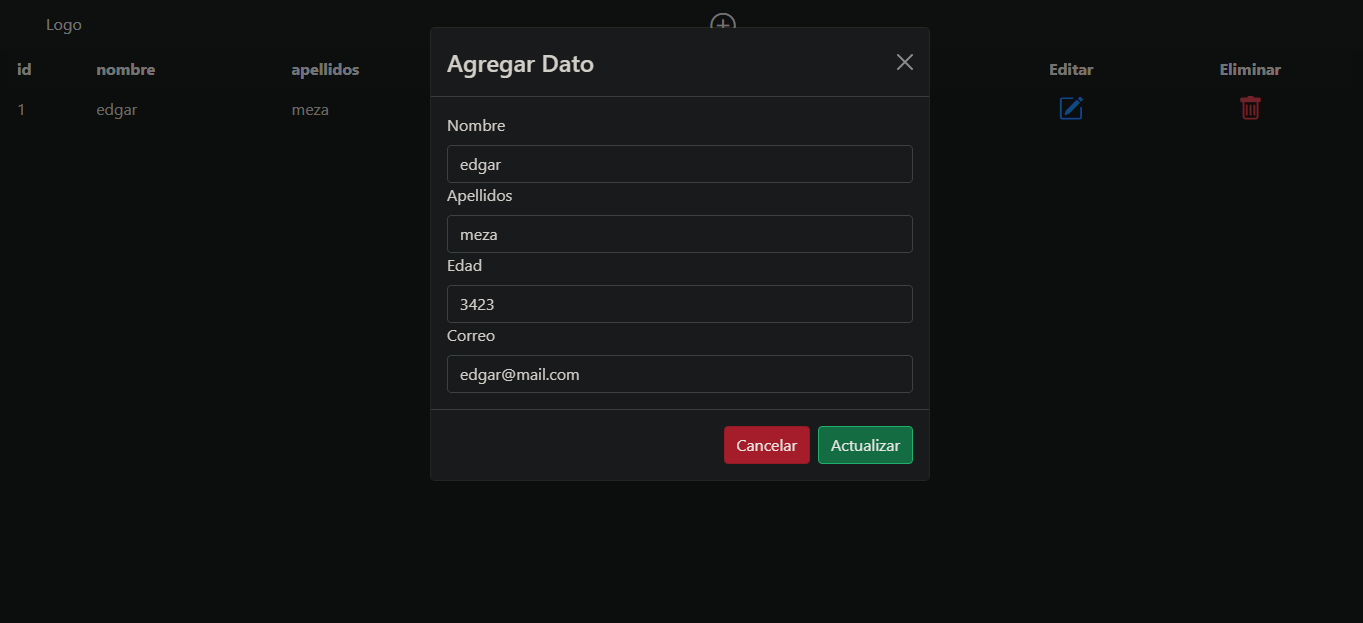 Logo
id nombre apellidos Editar Eliminar
1 edgar meza
Agregar Dato
Nombre
edgar
Apellidos
meza
Edad
3423
Correo
edgar@mail.com
Cancelar Actualizar